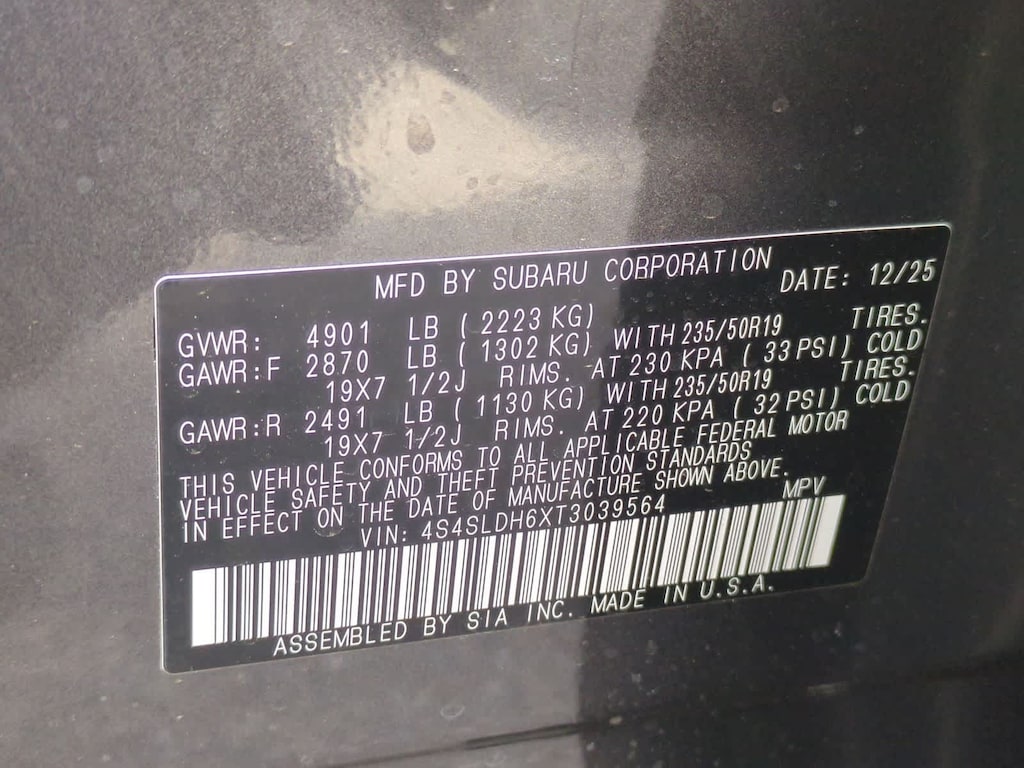 MFD BY SUBARU CORPORATION DATE: 12/25
GVWR: 4901 LB ( 2223 KG)
GAWR:F 2870 LB ( 1302 KG) WITH 235/50R19 TIRES.
19X7 1/2J RIMS. AT 230 KPA ( 33 PSI) COLD
GAWR:R 2491 LB ( 1130 KG) WITH 235/50R19 TIRES.
19X7 1/2J RIMS. AT 220 KPA ( 32 PSI) COLD
THIS VEHICLE CONFORMS TO ALL APPLICABLE FEDERAL MOTOR
VEHICLE SAFETY AND THEFT PREVENTION STANDARDS
IN EFFECT ON THE DATE OF MANUFACTURE SHOWN ABOVE.
VIN: 4S4SLDH6XT3039564 MPV
ASSEMBLED BY SIA INC. MADE IN U.S.A.